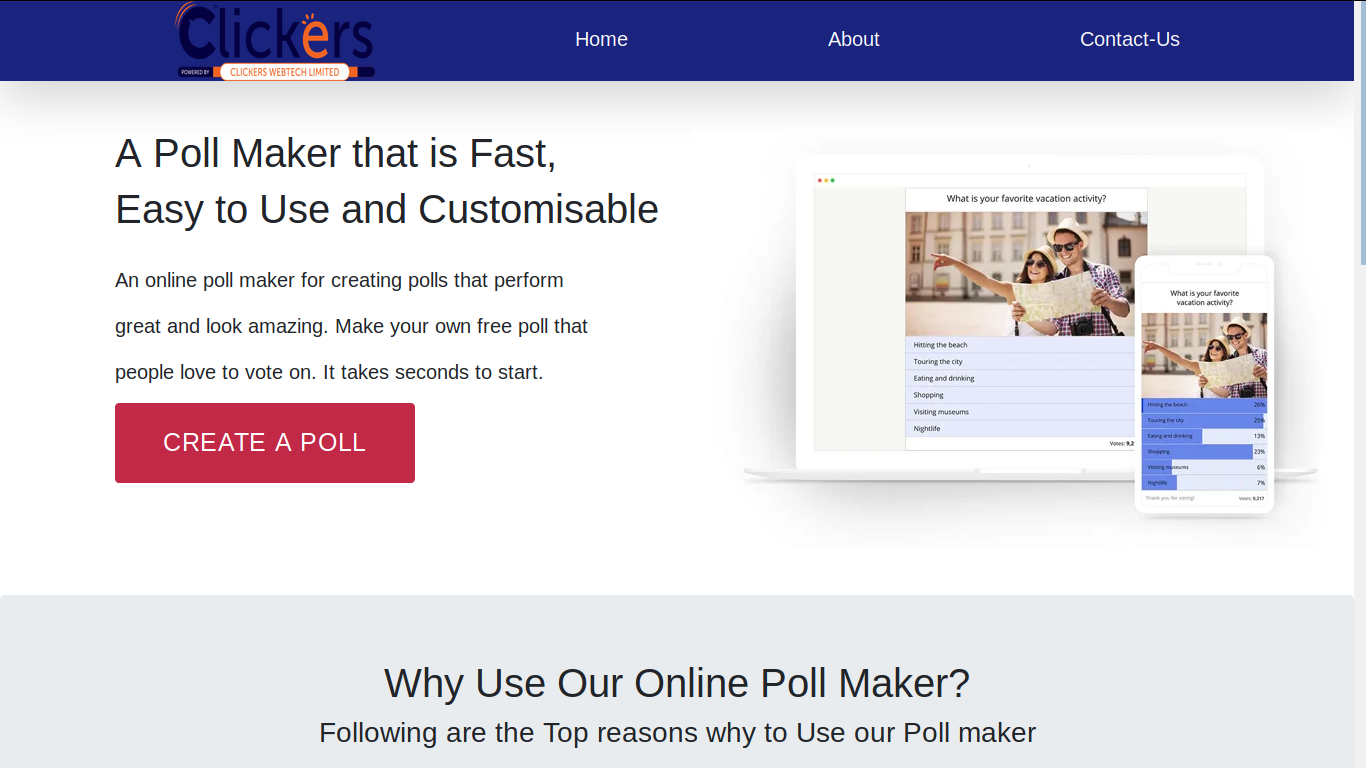 Clickers
POWERED BY
CLICKERS WEBTECH LIMITED
Home
About
Contact-Us
A Poll Maker that is Fast,
Easy to Use and Customisable
An online poll maker for creating polls that perform
great and look amazing. Make your own free poll that
people love to vote on. It takes seconds to start.
CREATE A POLL
What is your favorite vacation activity?
Hitting the beach
Touring the city
Eating and drinking
Shopping
Visiting museums
Nightlife
Votes: 9,2
What is your favorite
vacation activity?
Hitting the beach 26%
Touring the city 25%
Eating and drinking 13%
Shopping 23%
Visiting museums 6%
Nightlife 7%
Thank you for voting! Votes: 9,217
Why Use Our Online Poll Maker?
Following are the Top reasons why to Use our Poll maker